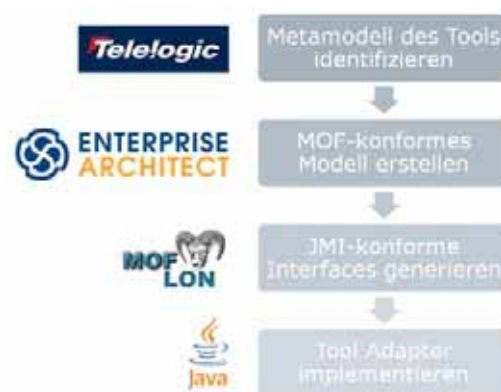 Telelogic
Metamodell des Tools
identifizieren
ENTERPRISE
ARCHITECT
MOF-konformes
Modell erstellen
MOF
LON
JMI-konforme
Interfaces generieren
Java
Tool Adapter
implementieren